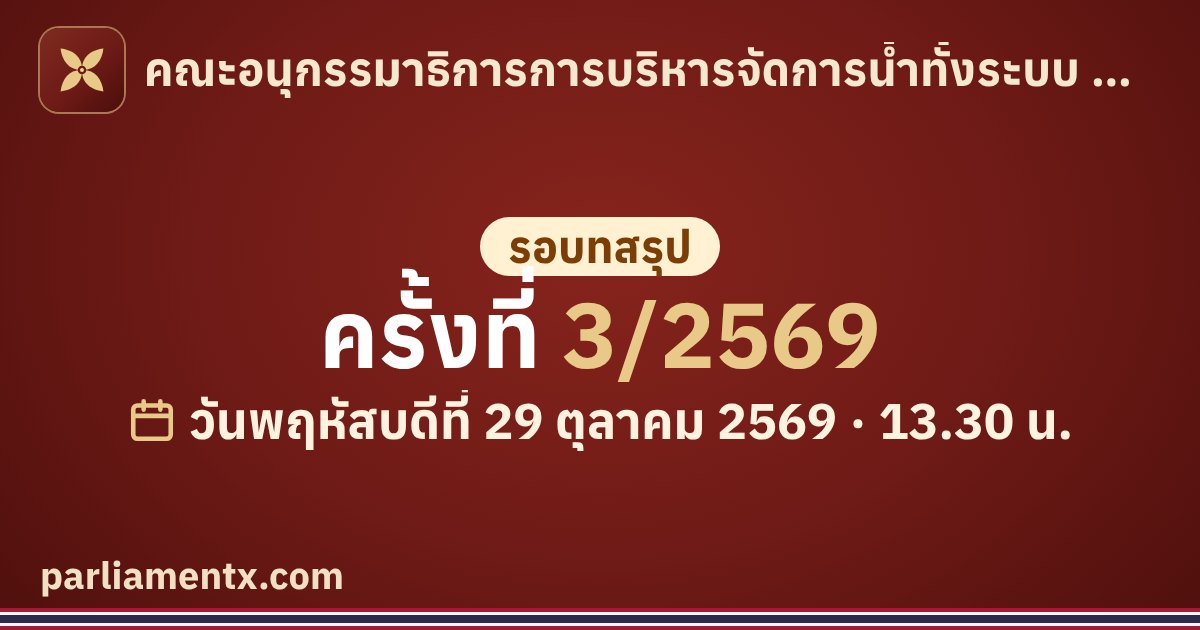 คณะอนุกรรมาธิการการบริหารจัดการน้ำทั้งระบบ ...
รอบทสรุป
ครั้งที่ 3/2569
วันพฤหัสบดีที่ 29 ตุลาคม 2569 · 13.30 น.
parliamentx.com